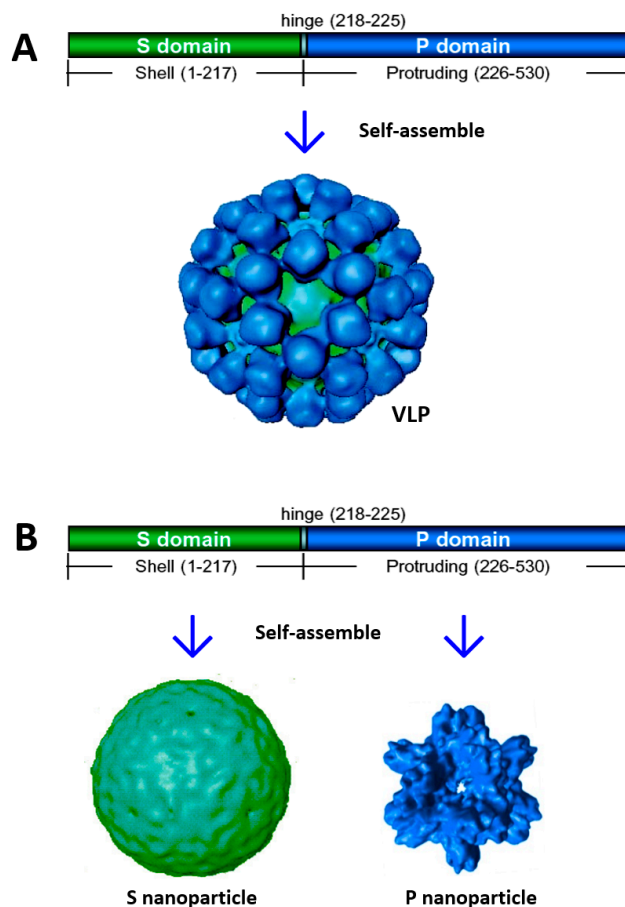 hinge (218-225)
A
S domain P domain
Shell (1-217) Protruding (226-530)
Self-assemble
VLP
hinge (218-225)
B
S domain P domain
Shell (1-217) Protruding (226-530)
Self-assemble
S nanoparticle P nanoparticle